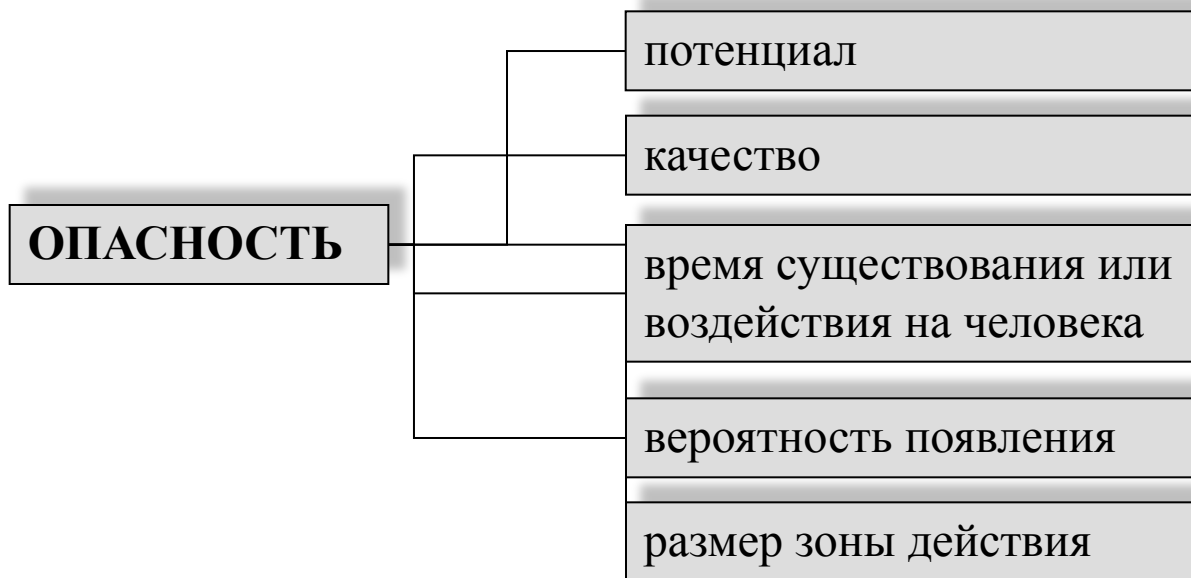 потенциал
качество
ОПАСНОСТЬ
время существования или
воздействия на человека
вероятность появления
размер зоны действия